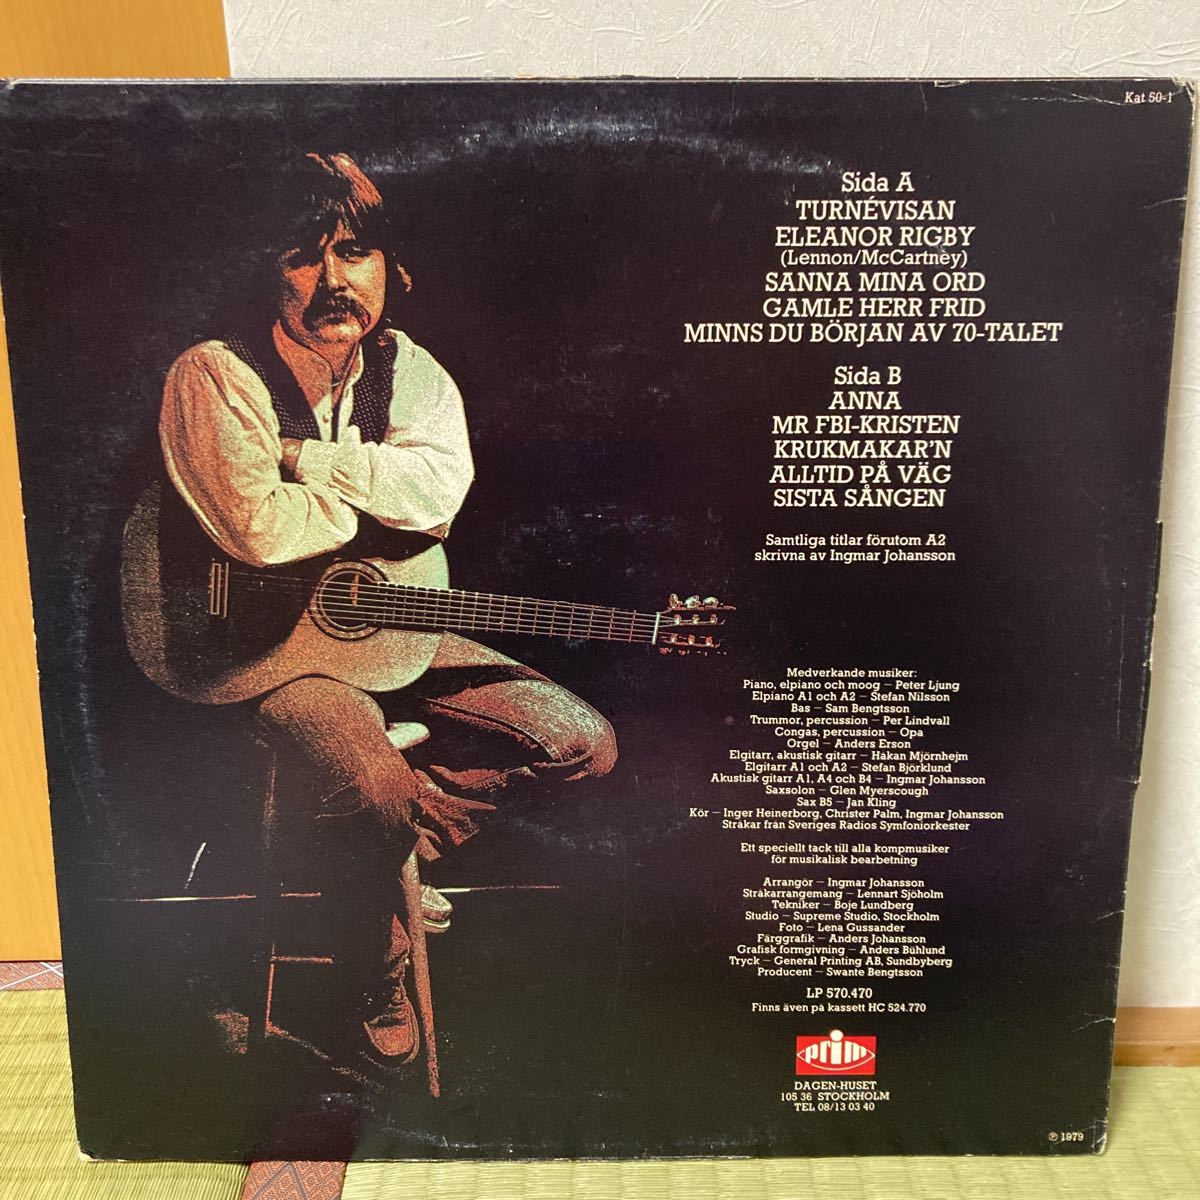 Kat 50-1
Sida A
TURNÉVISAN
ELEANOR RIGBY
(Lennon/McCartney)
SANNA MINA ORD
GAMLE HERR FRID
MINNS DU BÖRJAN AV 70-TALET
Sida B
ANNA
MR FBI-KRISTEN
KRUKMAKAR'N
ALLTID PÅ VÄG
SISTA SÅNGEN
Samtliga titlar förutom A2
skrivna av Ingmar Johansson
Medverkande musiker:
Piano, elpiano och moog – Peter Ljung
Elpiano A1 och A2 – Stefan Nilsson
Bas – Sam Bengtsson
Trummor, percussion – Per Lindvall
Congas, percussion – Opa
Orgel – Anders Erson
Elgitarr, akustisk gitarr – Håkan Mjörnhejm
Elgitarr A1 och A2 – Stefan Björklund
Akustisk gitarr A1, A4 och B4 – Ingmar Johansson
Saxsolon – Glen Myerscough
Sax B5 – Jan Kling
Kör – Inger Heinerborg, Christer Palm, Ingmar Johansson
Stråkar från Sveriges Radios Symfoniorkester
Ett speciellt tack till alla kompmusiker
för musikalisk bearbetning
Arrangör – Ingmar Johansson
Stråkarrangemang – Lennart Sjöholm
Tekniker – Boje Lundberg
Studio – Supreme Studio, Stockholm
Foto – Lena Gussander
Färggrafik – Anders Johansson
Grafisk formgivning – Anders Bühlund
Tryck – General Printing AB, Sundbyberg
Producent – Swante Bengtsson
LP 570.470
Finns även på kassett HC 524.770
prim
DAGEN-HUSET
105 36 STOCKHOLM
TEL 08/13 03 40
℗ 1979